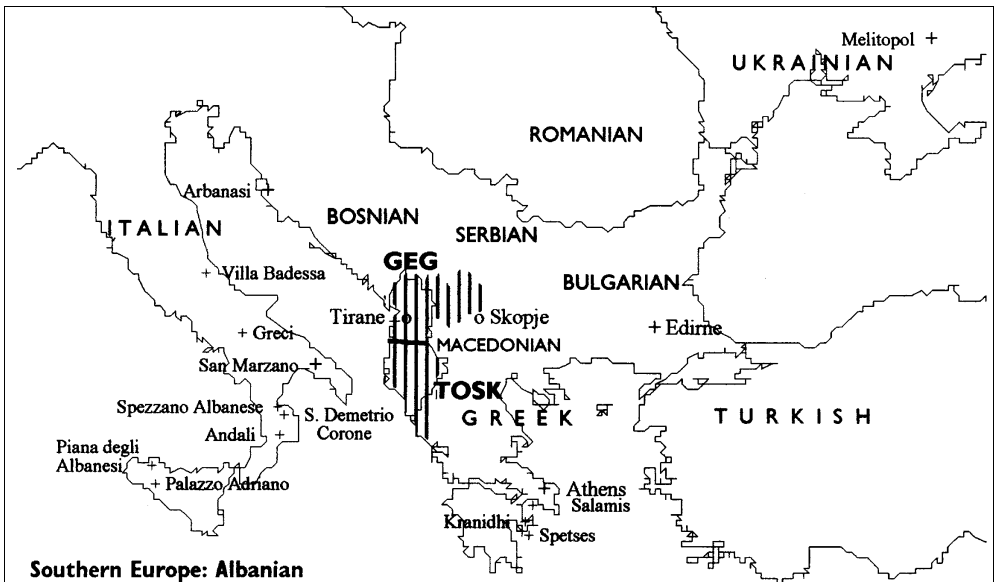 Melitopol
UKRAINIAN
ROMANIAN
Arbanasi
BOSNIAN
ITALIAN
SERBIAN
GEG
Villa Badessa
BULGARIAN
Tirane
Skopje
Edirne
Greci
MACEDONIAN
San Marzano
TOSK
Spezzano Albanese
S. Demetrio
Corone
GREEK
TURKISH
Andali
Piana degli
Albanesi
Palazzo Adriano
Athens
Salamis
Kranidhi
Spetses
Southern Europe: Albanian